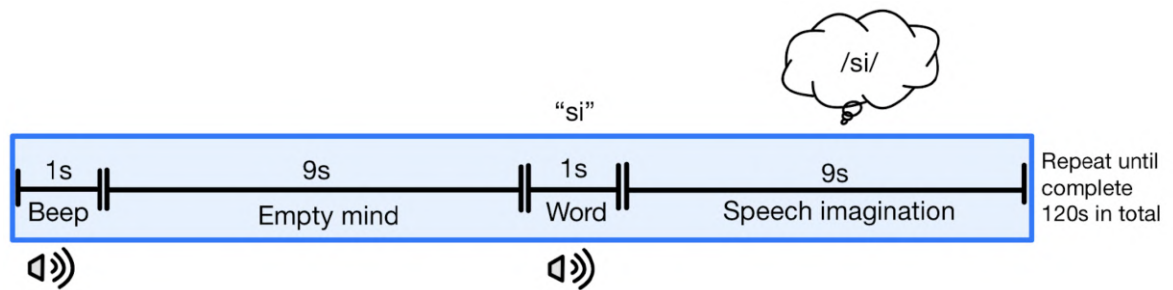 /si/
“si”
1s
9s
1s
9s
Beep
Empty mind
Word
Speech imagination
Repeat until
complete
120s in total